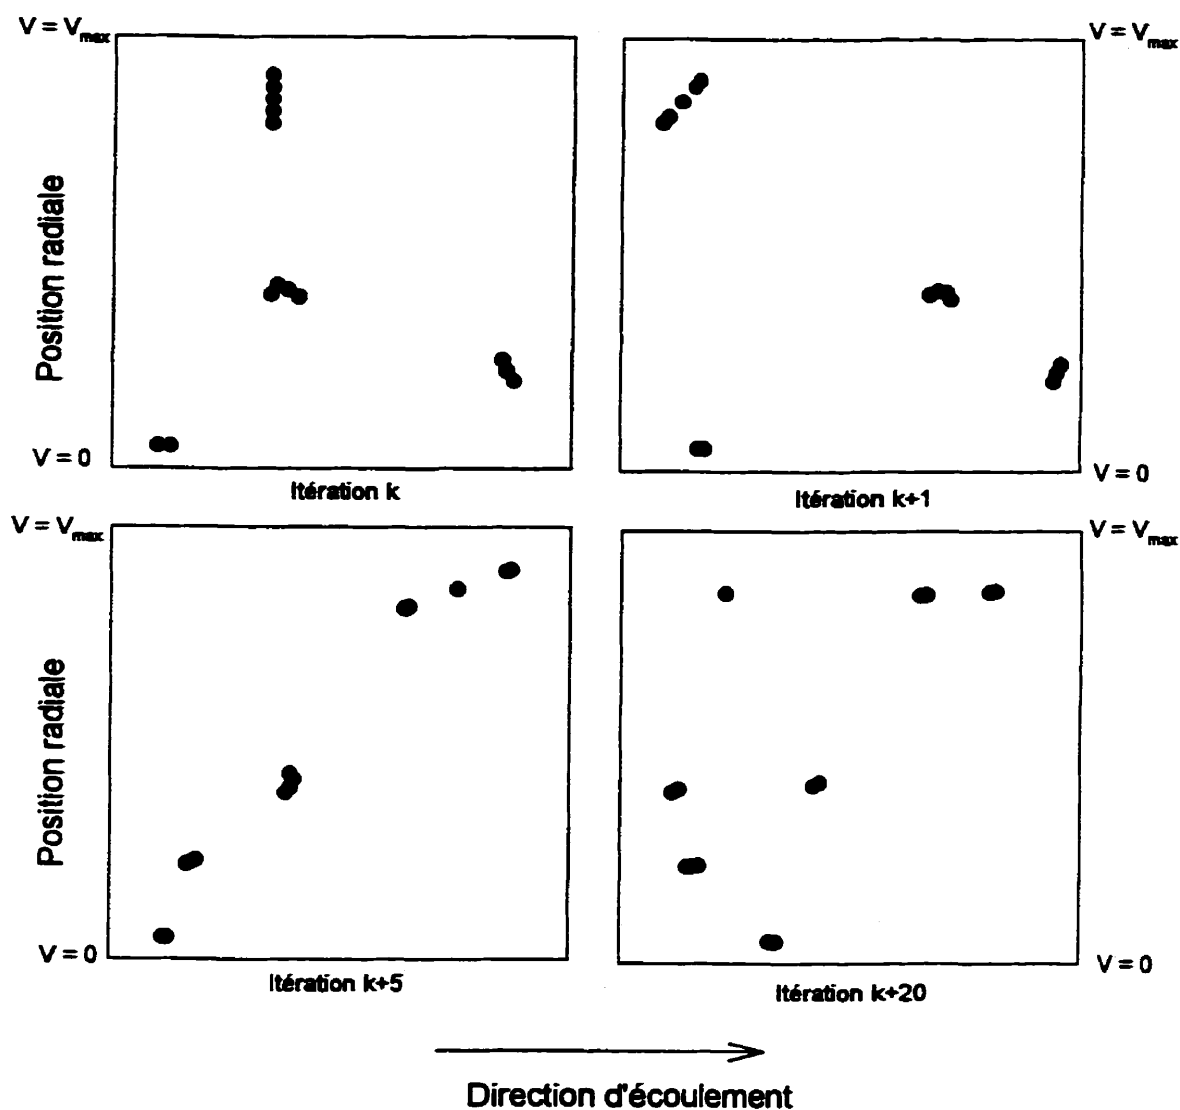 V = Vmax
V = Vmax
Position radiale
V = 0
V = 0
Itération k
Itération k+1
V = Vmax
V = Vmax
Position radiale
V = 0
V = 0
Itération k+5
Itération k+20
Direction d'écoulement